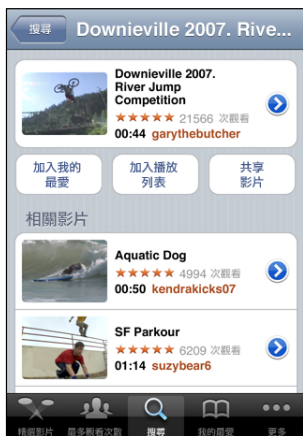 搜尋
Downieville 2007. Rive...
Downieville 2007.
River Jump
Competition
21566 次觀看
00:44 garythebutcher
加入我的
最愛
加入播放
列表
共享
影片
相關影片
Aquatic Dog
4994 次觀看
00:50 kendrakicks07
SF Parkour
6209 次觀看
01:14 suzybear6
精選影片
最多觀看次數
搜尋
我的最愛
更多